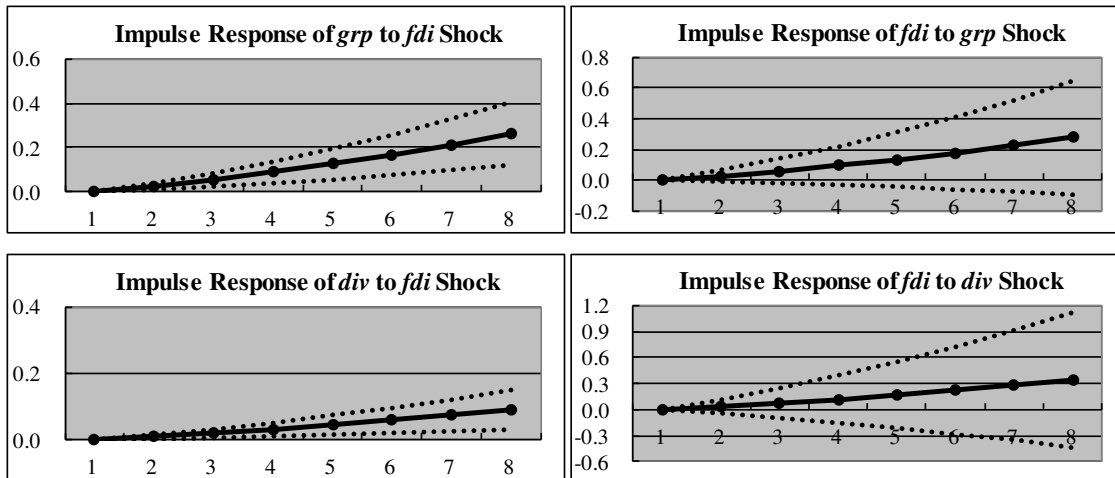 Impulse Response of grp to fdi Shock
0.6
0.4
0.2
0.0
1 2 3 4 5 6 7 8
Impulse Response of fdi to grp Shock
0.8
0.6
0.4
0.2
0.0
-0.2
1 2 3 4 5 6 7 8
Impulse Response of div to fdi Shock
0.4
0.2
0.0
1 2 3 4 5 6 7 8
Impulse Response of fdi to div Shock
1.2
0.9
0.6
0.3
0.0
-0.3
-0.6
1 2 3 4 5 6 7 8